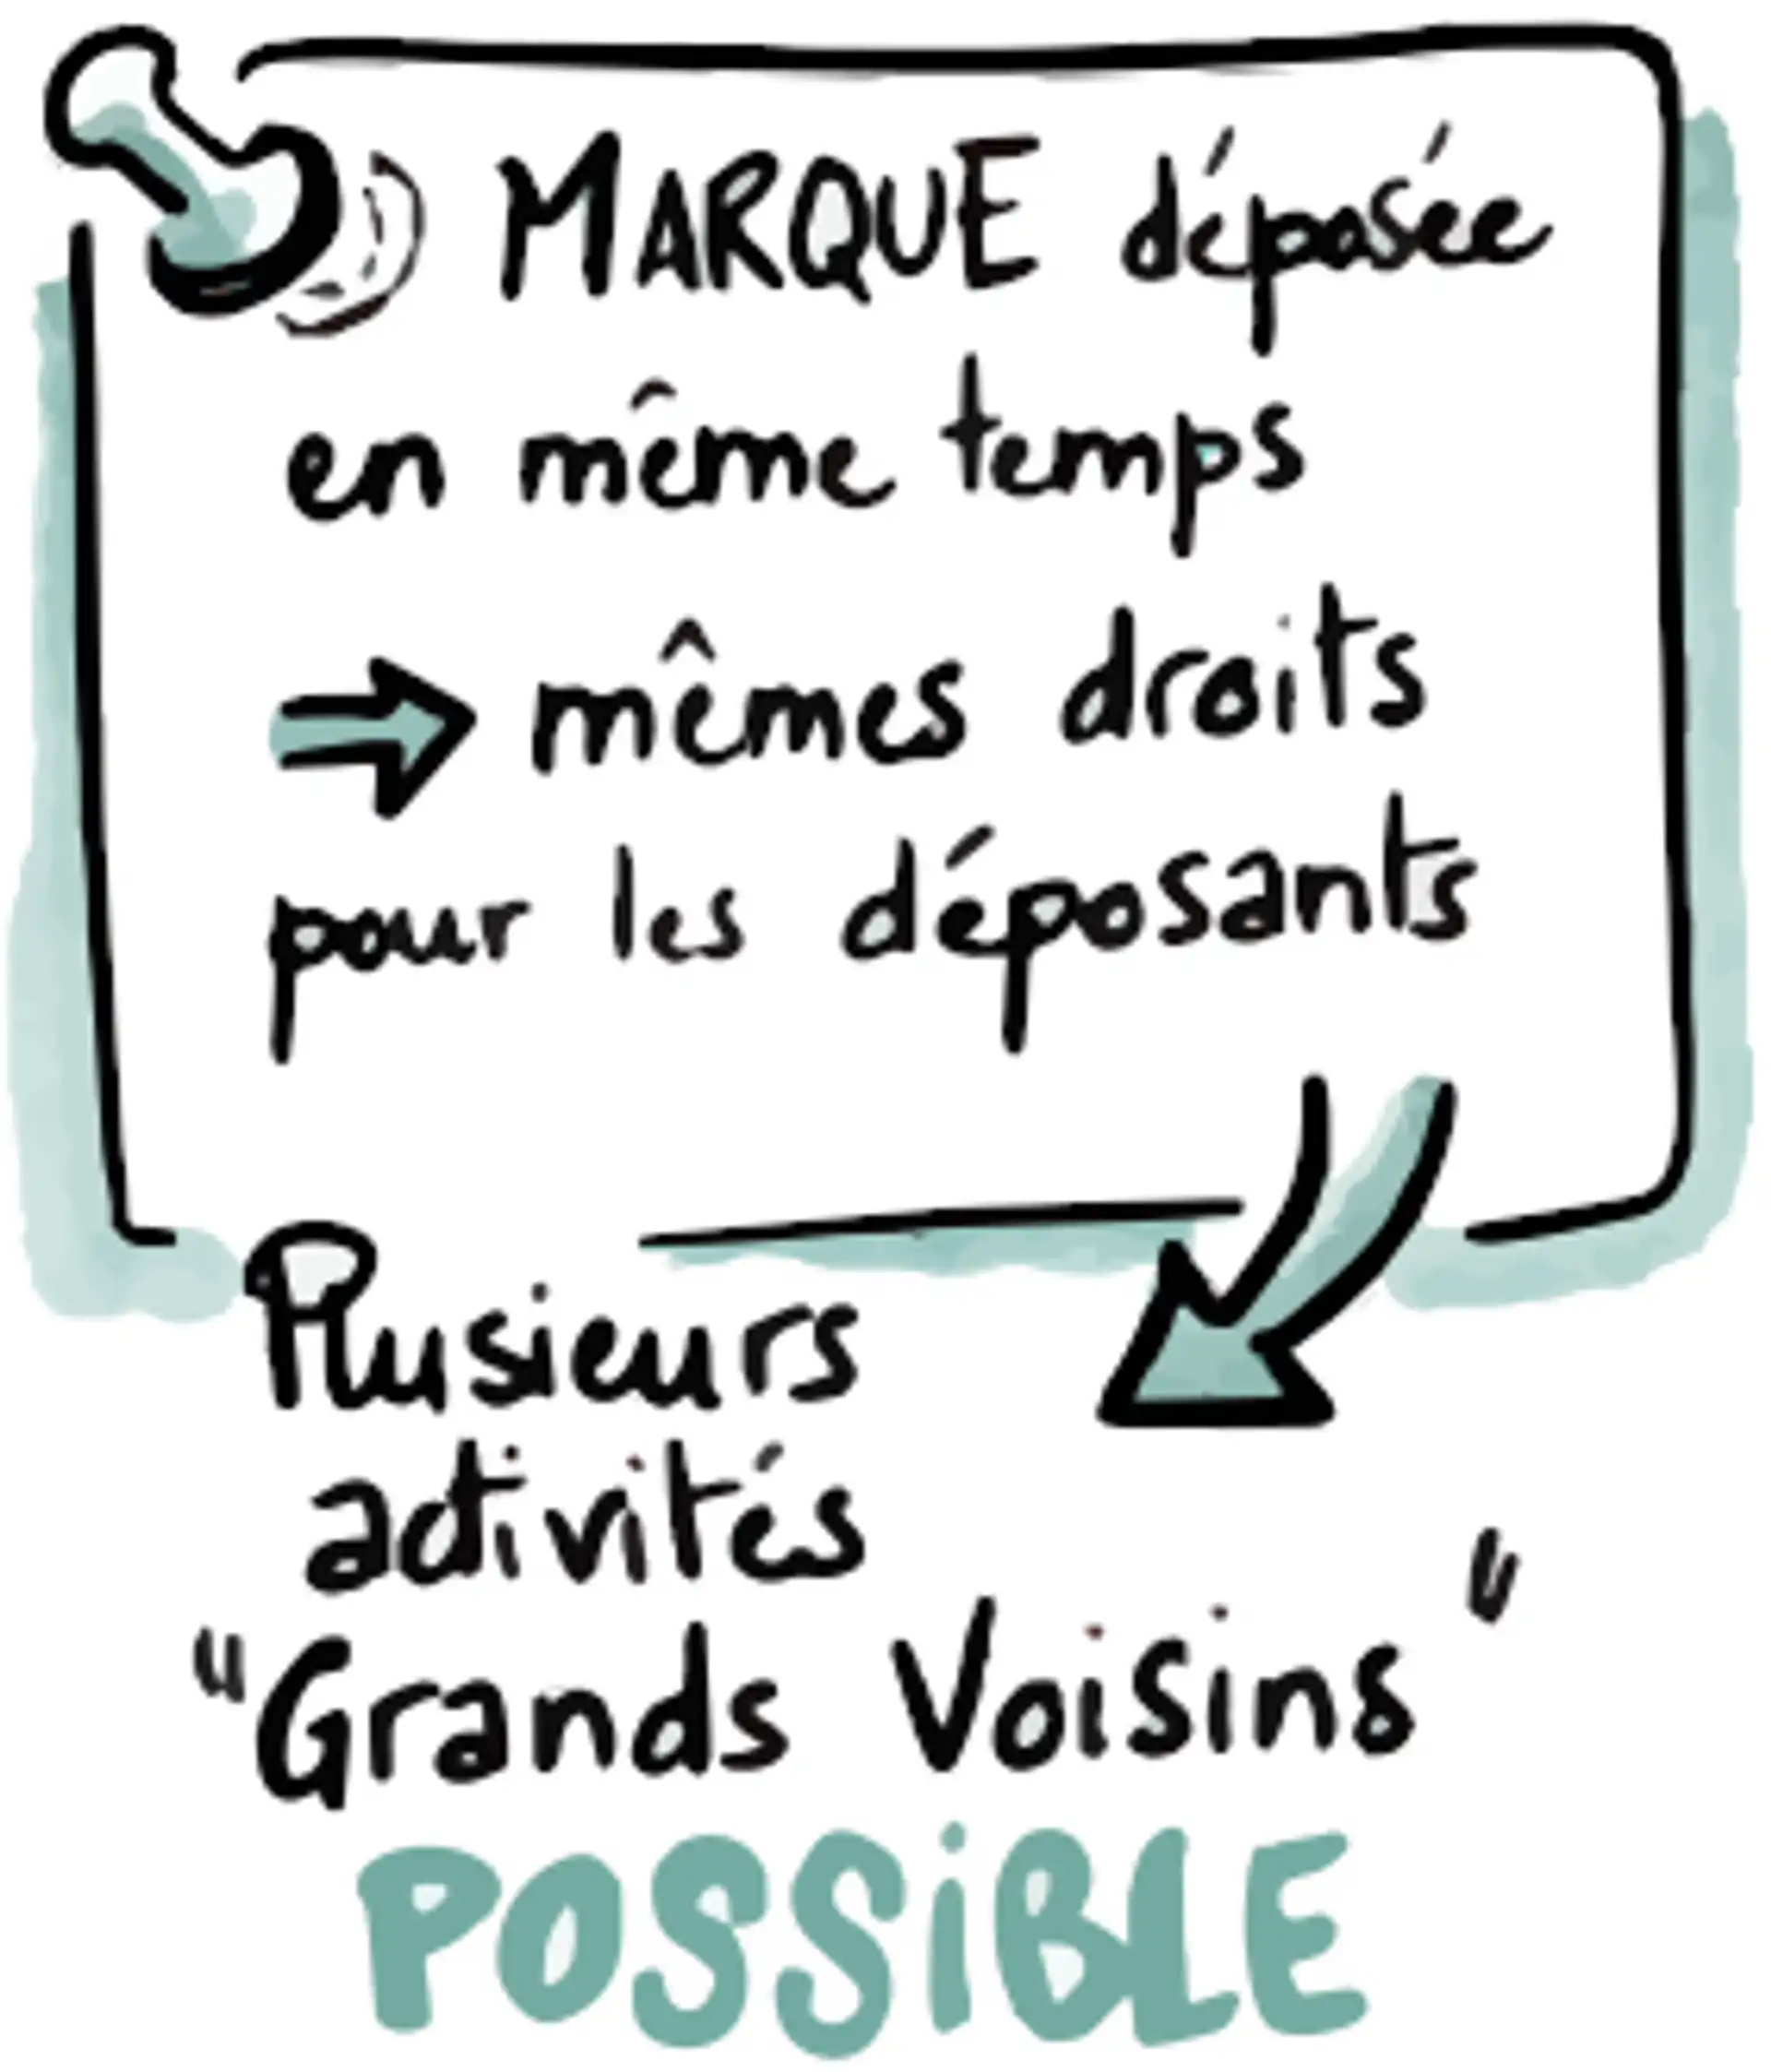 MARQUE déposée
en même temps
⇒ mêmes droits
pour les déposants
Plusieurs
activités
"Grands Voisins"
POSSiBLE